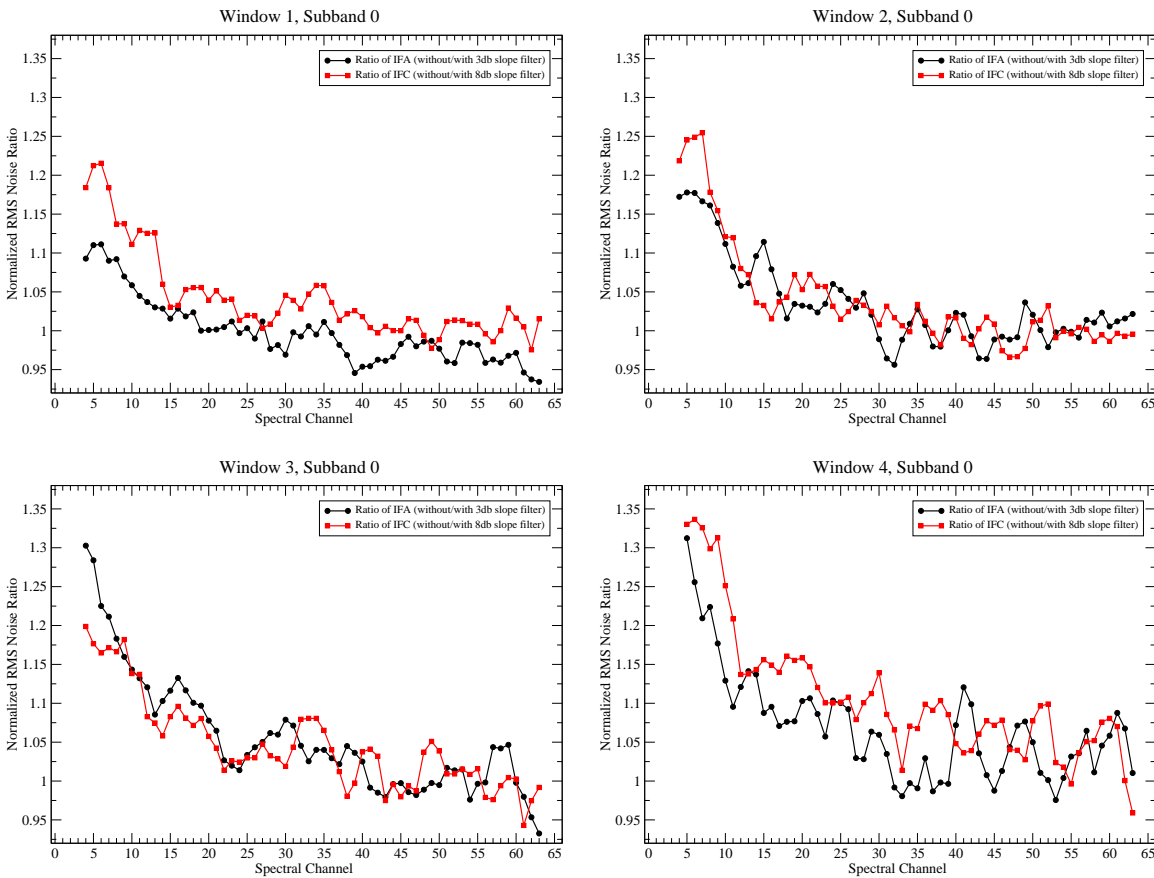 Window 1, Subband 0
Ratio of IFA (without/with 3db slope filter)
Ratio of IFC (without/with 8db slope filter)
Normalized RMS Noise Ratio
1.35
1.3
1.25
1.2
1.15
1.1
1.05
1
0.95
0 5 10 15 20 25 30 35 40 45 50 55 60 65
Spectral Channel
Window 2, Subband 0
Ratio of IFA (without/with 3db slope filter)
Ratio of IFC (without/with 8db slope filter)
Normalized RMS Noise Ratio
1.35
1.3
1.25
1.2
1.15
1.1
1.05
1
0.95
0 5 10 15 20 25 30 35 40 45 50 55 60 65
Spectral Channel
Window 3, Subband 0
Ratio of IFA (without/with 3db slope filter)
Ratio of IFC (without/with 8db slope filter)
Normalized RMS Noise Ratio
1.35
1.3
1.25
1.2
1.15
1.1
1.05
1
0.95
0 5 10 15 20 25 30 35 40 45 50 55 60 65
Spectral Channel
Window 4, Subband 0
Ratio of IFA (without/with 3db slope filter)
Ratio of IFC (without/with 8db slope filter)
Normalized RMS Noise Ratio
1.35
1.3
1.25
1.2
1.15
1.1
1.05
1
0.95
0 5 10 15 20 25 30 35 40 45 50 55 60 65
Spectral Channel